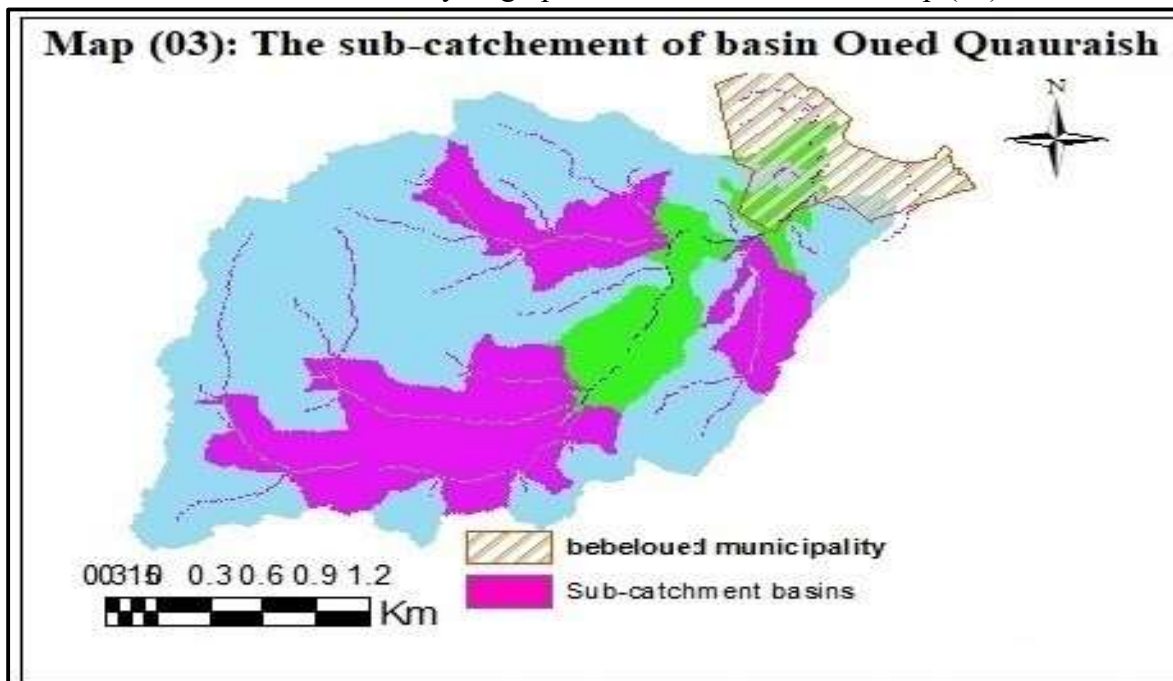 Map (03): The sub-catchement of basin Oued Quauraish
N
bebeloued municipality
Sub-catchment basins
0.3 0.6 0.9 1.2
Km